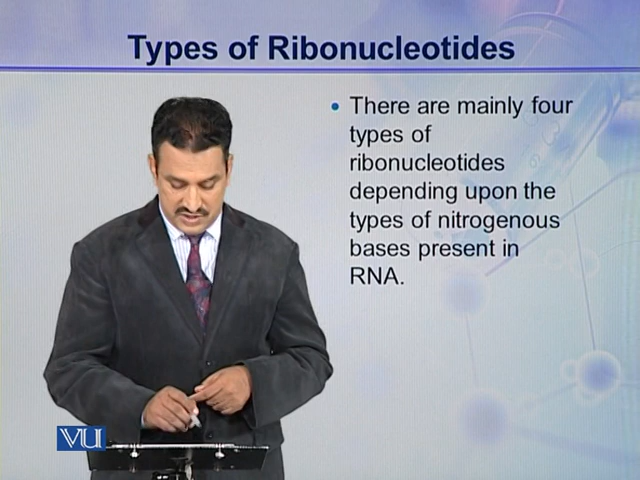 Types of Ribonucleotides
• There are mainly four
types of
ribonucleotides
depending upon the
types of nitrogenous
bases present in
RNA.
VU